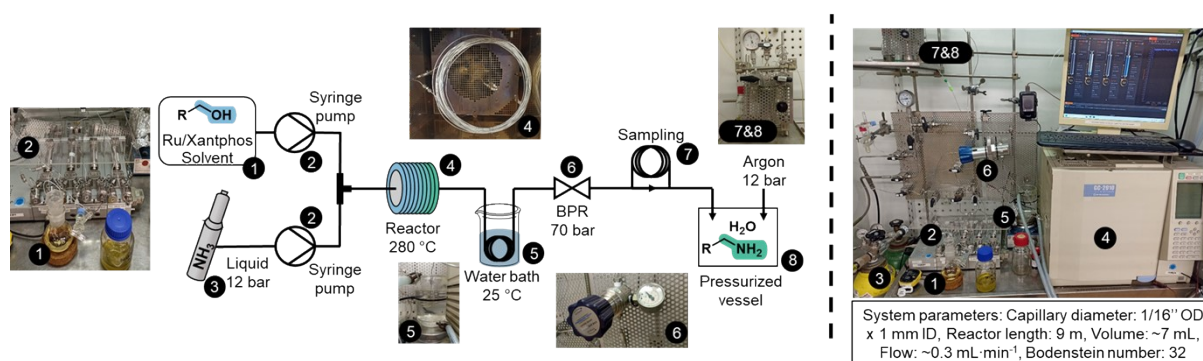 2
1
R
OH
Ru/Xantphos
Solvent
1
Syringe
pump
2
NH3
3
Liquid
12 bar
2
Syringe
pump
4
4
Reactor
280 °C
5
5
Water bath
25 °C
6
BPR
70 bar
6
Sampling
7
7&8
Argon
12 bar
H2O
R
NH2
8
Pressurized
vessel
7&8
6
2
5
4
3
1
GC-2010
System parameters: Capillary diameter: 1/16’’ OD
x 1 mm ID, Reactor length: 9 m, Volume: ~7 mL,
Flow: ~0.3 mL·min-1, Bodenstein number: 32